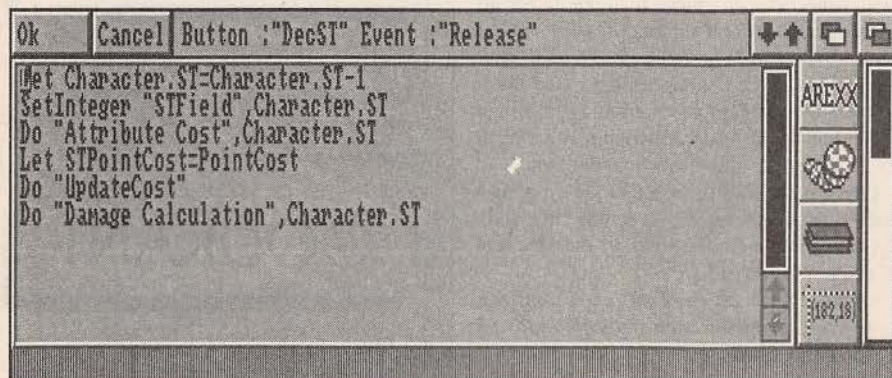 Ok Cancel Button :"DecST" Event :"Release"
Let Character.ST=Character.ST-1
SetInteger "STField",Character.ST
Do "Attribute Cost",Character.ST
Let STPointCost=PointCost
Do "UpdateCost"
Do "Damage Calculation",Character.ST
AREXX
(182,18)